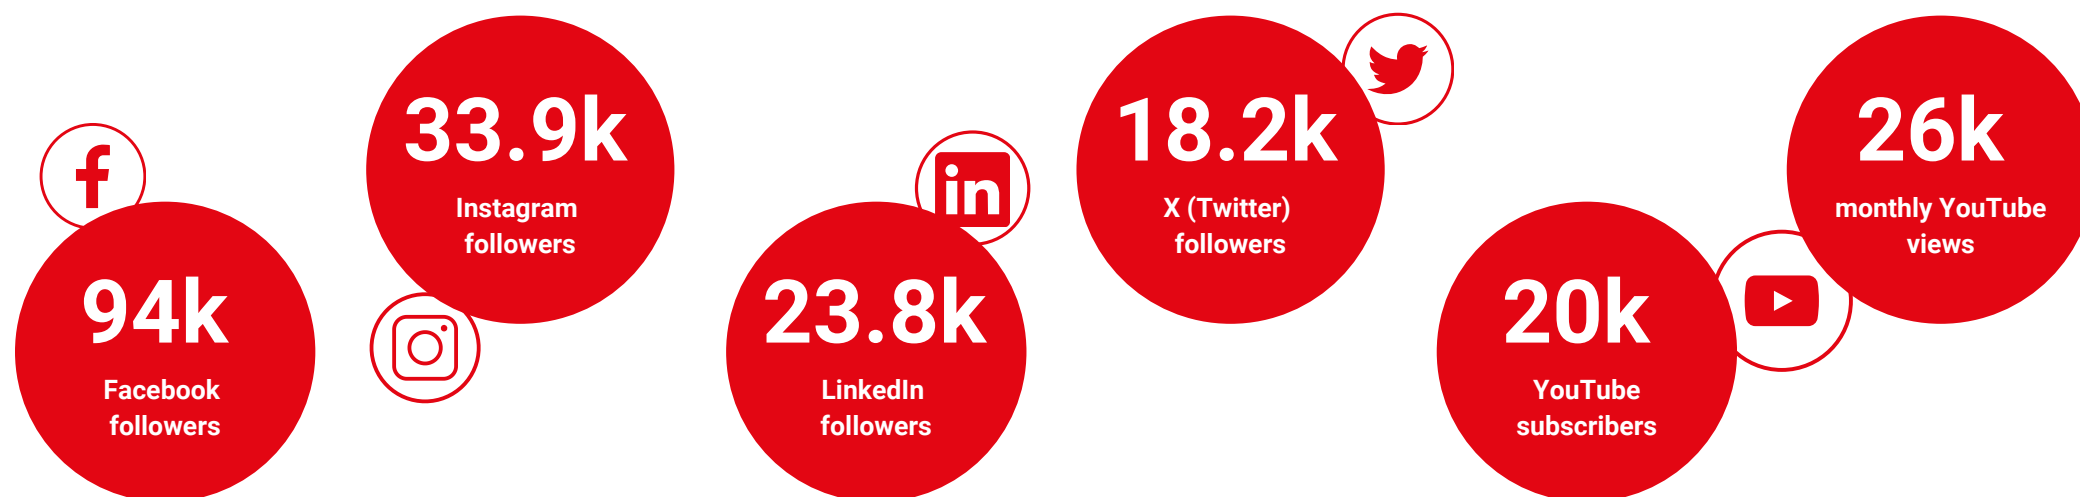 94k
Facebook
followers
33.9k
Instagram
followers
23.8k
LinkedIn
followers
18.2k
X (Twitter)
followers
20k
YouTube
subscribers
26k
monthly YouTube
views